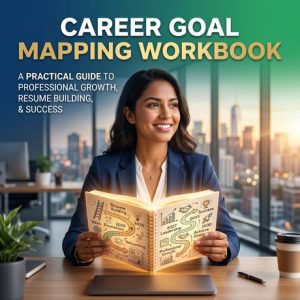 CAREER GOAL
MAPPING WORKBOOK
A PRACTICAL GUIDE TO
PROFESSIONAL GROWTH,
RESUME BUILDING,
& SUCCESS